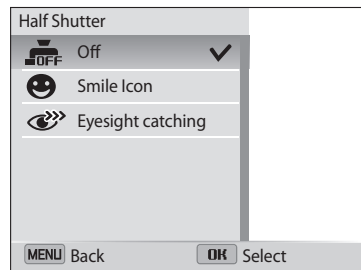 Half Shutter
OFF Off
Smile Icon
Eyesight catching
MENU Back OK Select